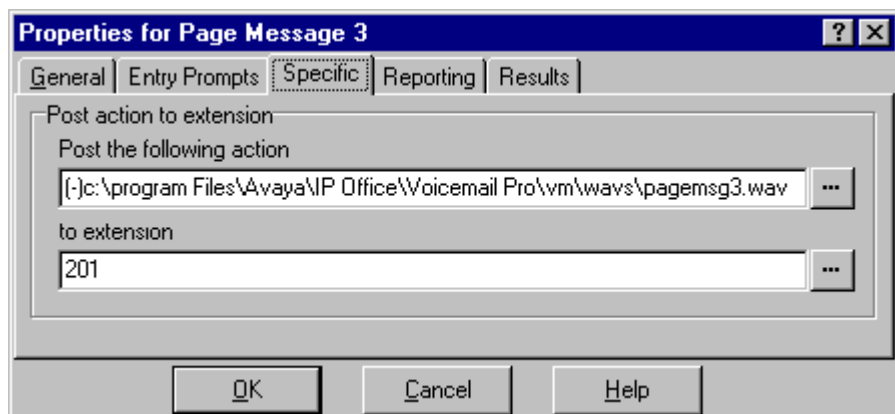 Properties for Page Message 3
General Entry Prompts Specific Reporting Results
Post action to extension
Post the following action
(-)c:\program Files\Avaya\IP Office\Voicemail Pro\vm\wavs\pagemsg3.wav ...
to extension
201 ...
OK Cancel Help